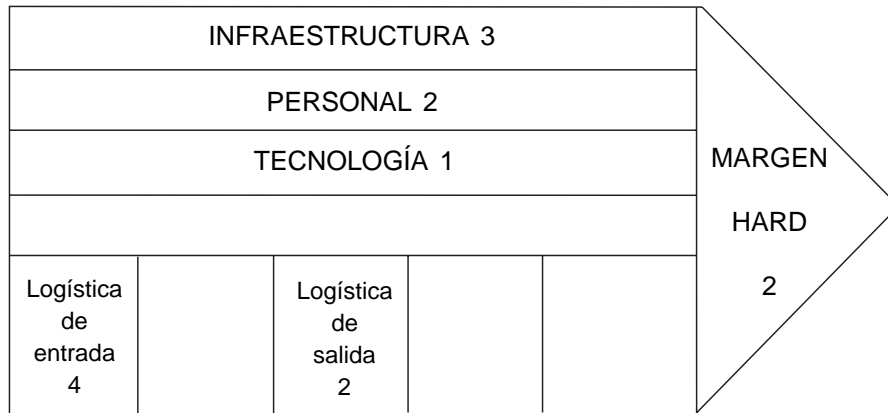 INFRAESTRUCTURA 3
PERSONAL 2
TECNOLOGÍA 1
MARGEN
HARD
2
Logística
de
entrada
4
Logística
de
salida
2